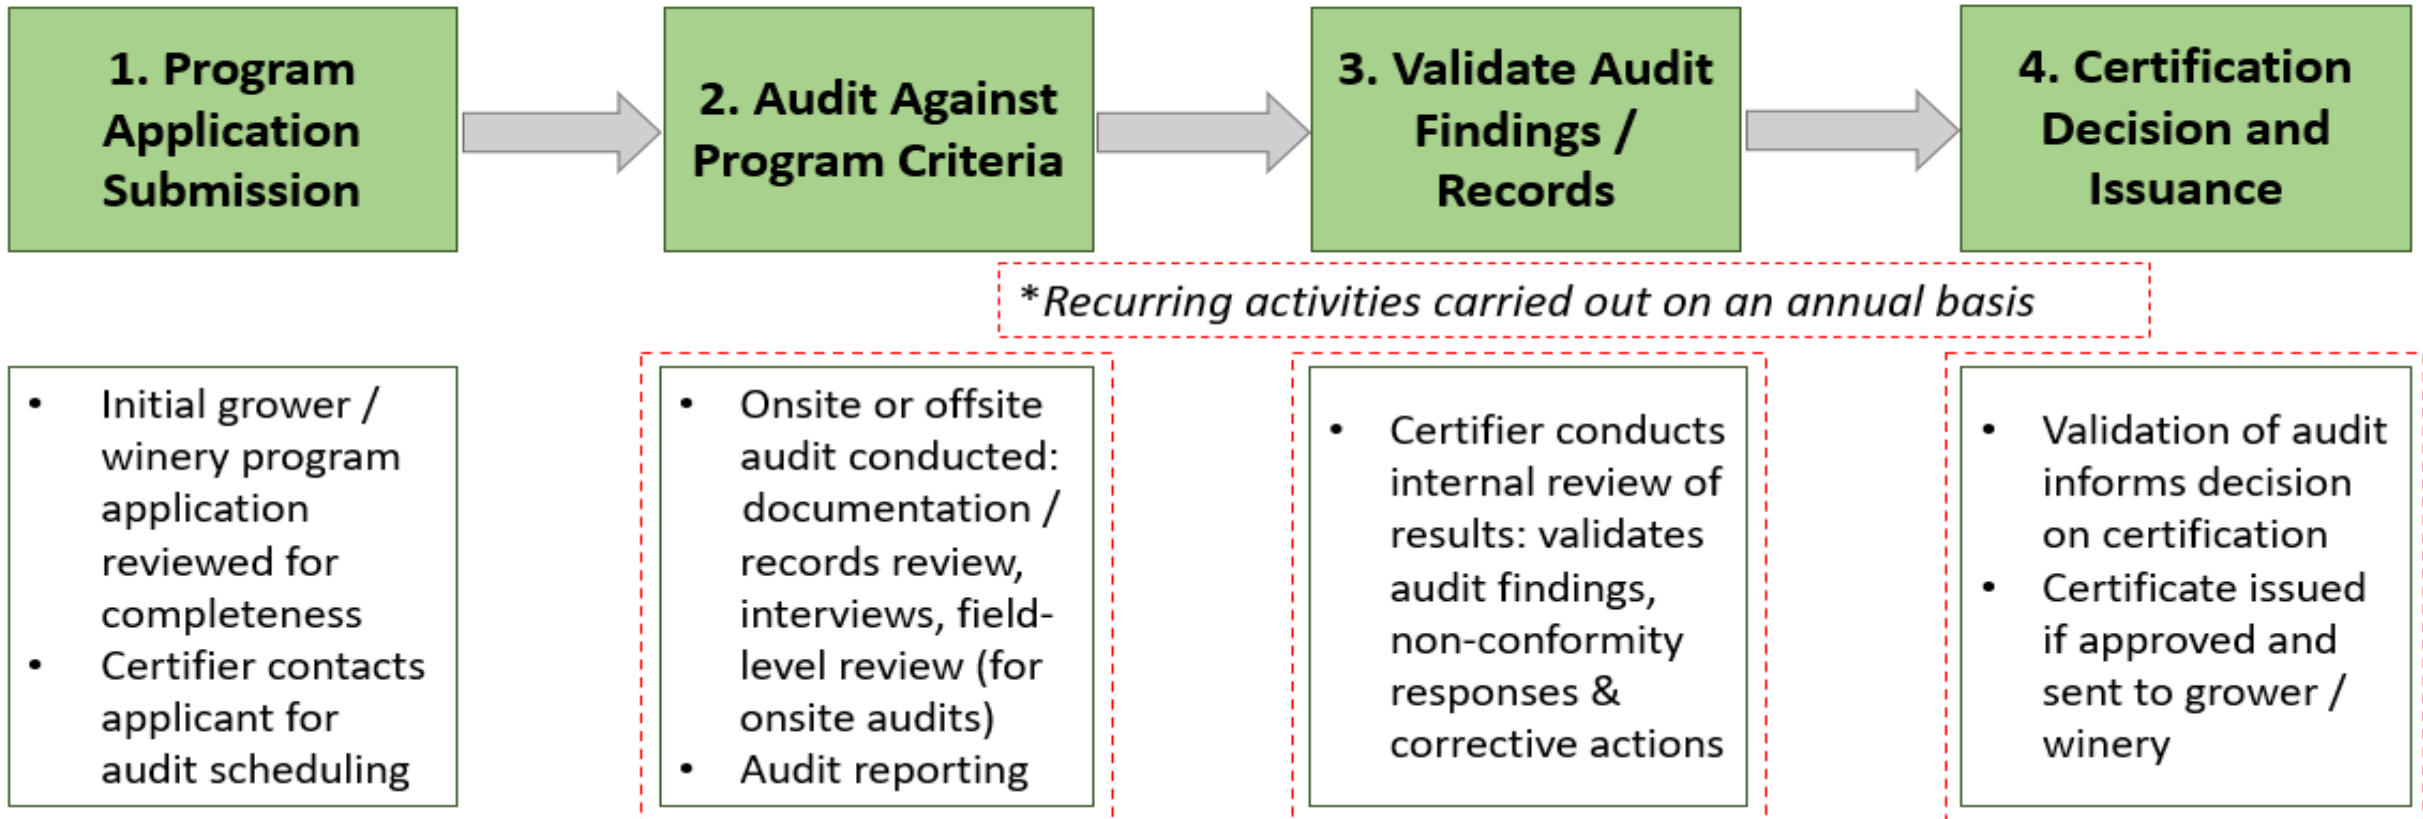 1. Program
Application
Submission
2. Audit Against
Program Criteria
3. Validate Audit
Findings /
Records
4. Certification
Decision and
Issuance
*Recurring activities carried out on an annual basis
• Initial grower /
winery program
application
reviewed for
completeness
• Certifier contacts
applicant for
audit scheduling
• Onsite or offsite
audit conducted:
documentation /
records review,
interviews, field-
level review (for
onsite audits)
• Audit reporting
• Certifier conducts
internal review of
results: validates
audit findings,
non-conformity
responses &
corrective actions
• Validation of audit
informs decision
on certification
• Certificate issued
if approved and
sent to grower /
winery